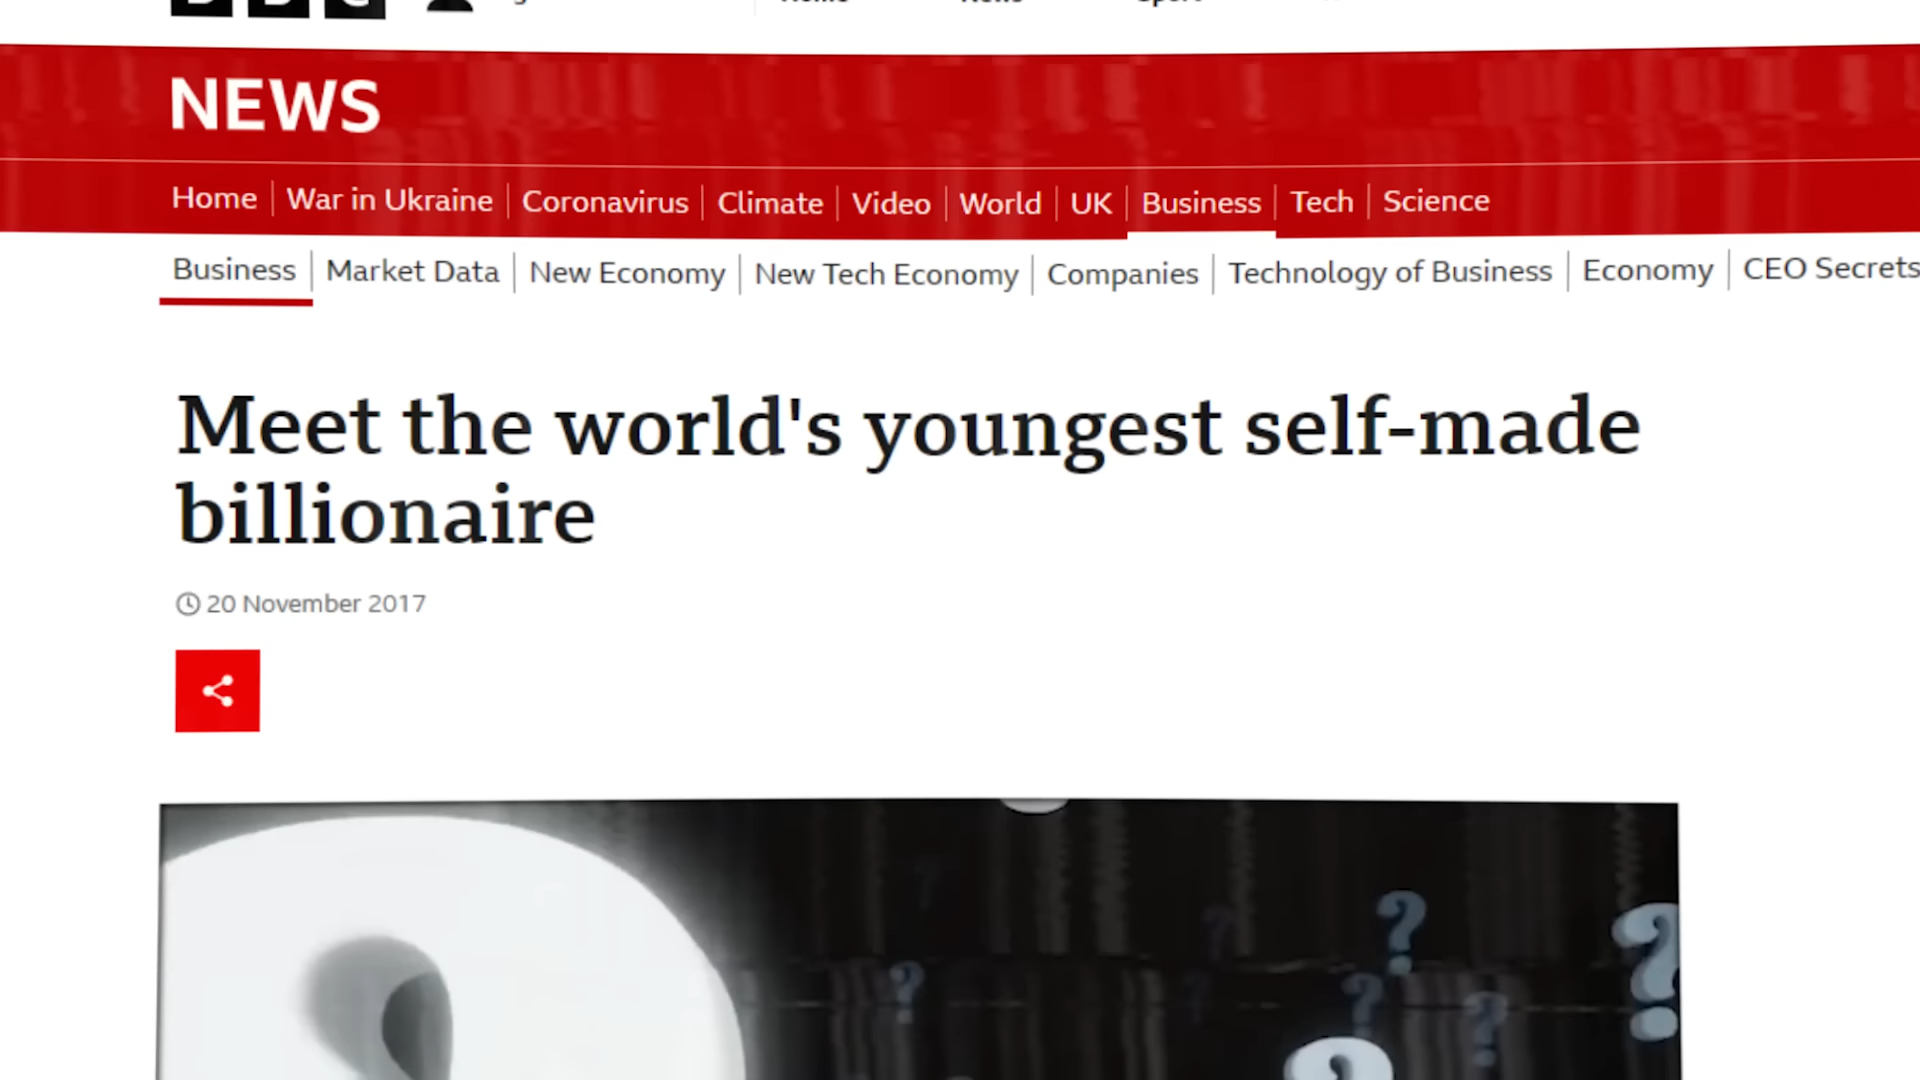 NEWS
Home War in Ukraine Coronavirus Climate Video World UK Business Tech Science
Business Market Data New Economy New Tech Economy Companies Technology of Business Economy CEO Secrets
Meet the world's youngest self-made
billionaire
20 November 2017
? ?
? ?
? ?